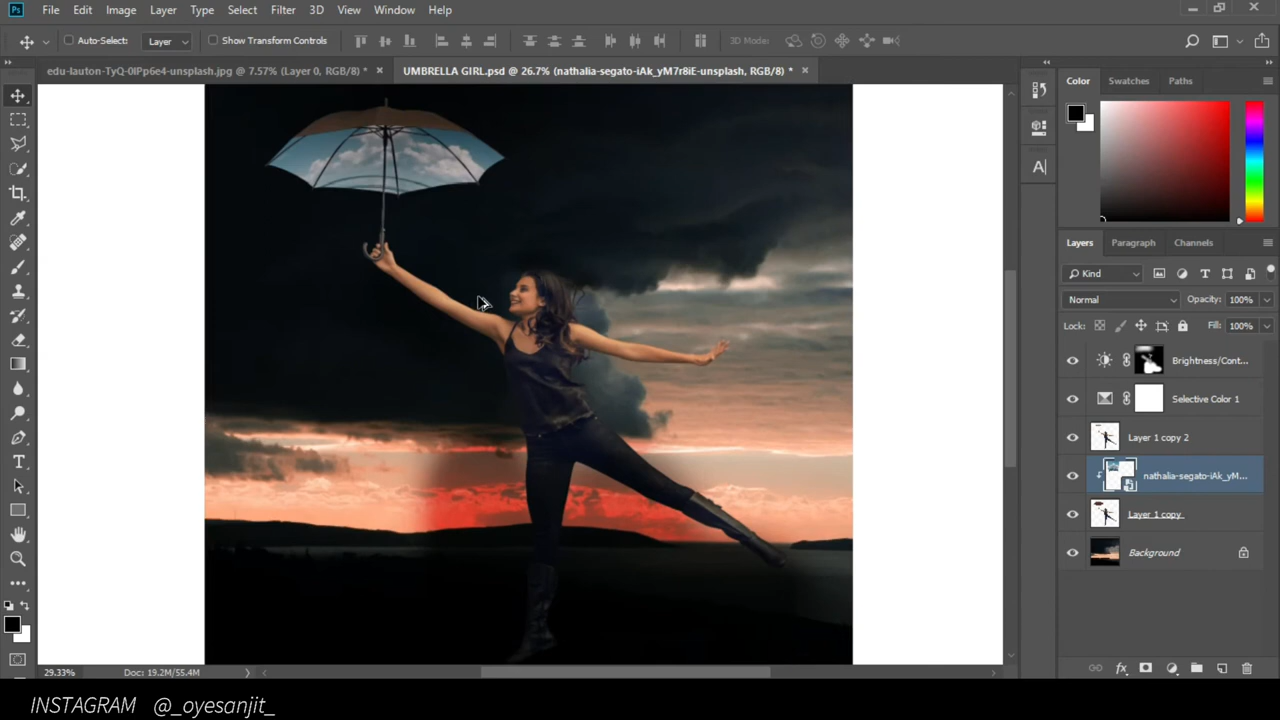 Ps File Edit Image Layer Type Select Filter 3D View Window Help
Auto-Select: Layer Show Transform Controls 3D Mode:
edu-lauton-TyQ-0IPp6e4-unsplash.jpg @ 7.57% (Layer 0, RGB/8) * × UMBRELLA GIRL.psd @ 26.7% (nathalia-segato-iAk_yM7r8iE-unsplash, RGB/8) * ×
Color Swatches Paths
A
Layers Paragraph Channels
Kind T
Normal Opacity: 100%
Lock: Fill: 100%
Brightness/Cont...
Selective Color 1
Layer 1 copy 2
nathalia-segato-iAk_yM...
Layer 1 copy
Background
T
fx
29.33% Doc: 19.2M/55.4M
INSTAGRAM @_oyesanjit_